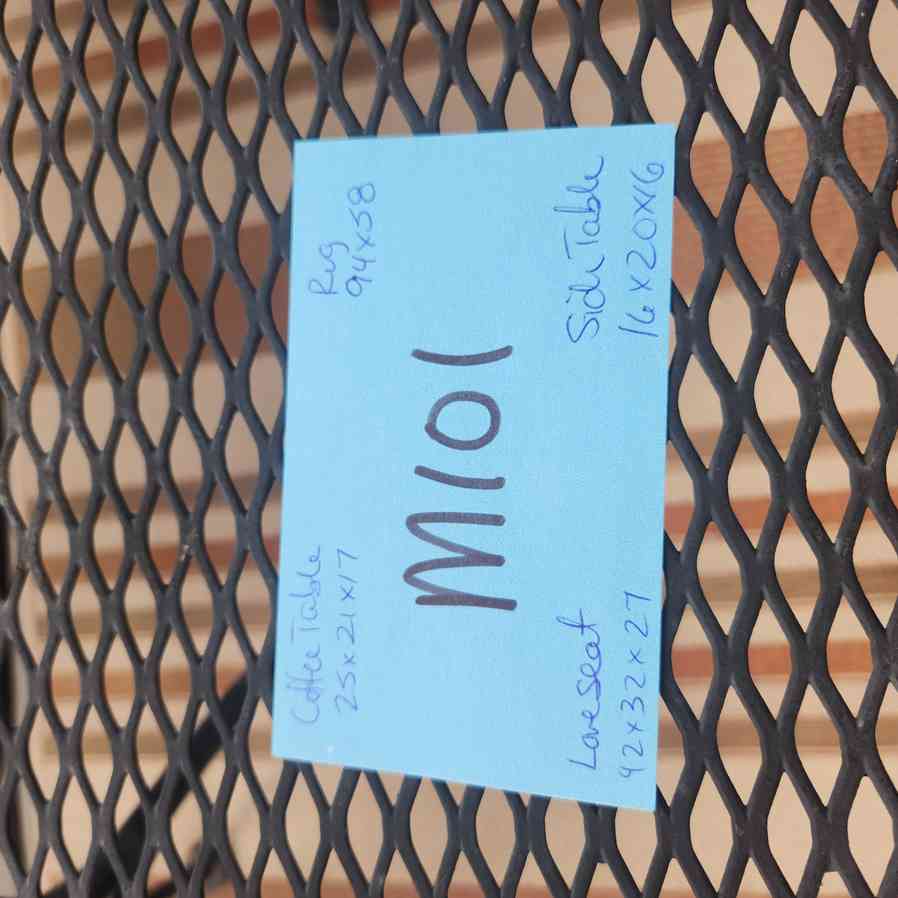 Coffee Table
25x21x17
Rug
94x58
M101
Loveseat
42x32x27
Side Table
16x20x16